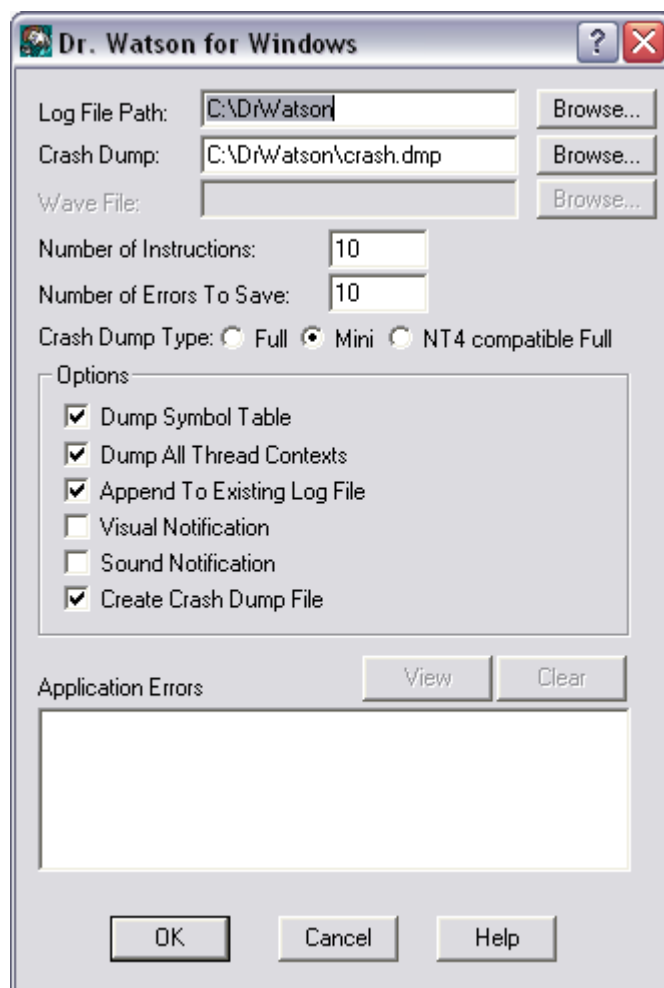 Dr. Watson for Windows
Log File Path: C:\DrWatson Browse...
Crash Dump: C:\DrWatson\crash.dmp Browse...
Wave File: Browse...
Number of Instructions: 10
Number of Errors To Save: 10
Crash Dump Type: Full Mini NT4 compatible Full
Options
Dump Symbol Table
Dump All Thread Contexts
Append To Existing Log File
Visual Notification
Sound Notification
Create Crash Dump File
Application Errors View Clear
OK Cancel Help